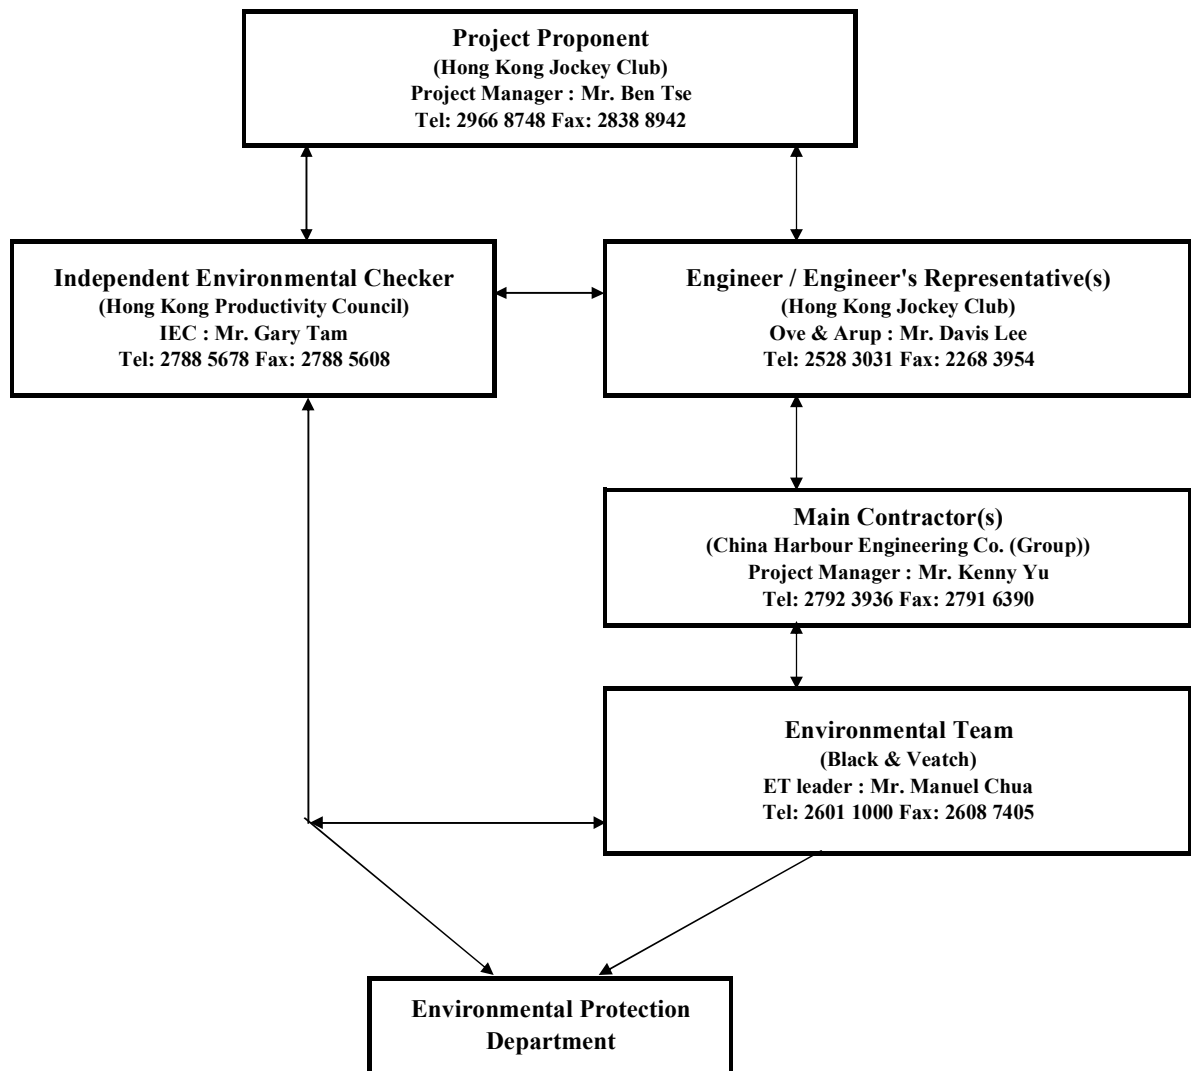 Project Proponent
(Hong Kong Jockey Club)
Project Manager : Mr. Ben Tse
Tel: 2966 8748 Fax: 2838 8942
Independent Environmental Checker
(Hong Kong Productivity Council)
IEC : Mr. Gary Tam
Tel: 2788 5678 Fax: 2788 5608
Engineer / Engineer's Representative(s)
(Hong Kong Jockey Club)
Ove & Arup : Mr. Davis Lee
Tel: 2528 3031 Fax: 2268 3954
Main Contractor(s)
(China Harbour Engineering Co. (Group))
Project Manager : Mr. Kenny Yu
Tel: 2792 3936 Fax: 2791 6390
Environmental Team
(Black & Veatch)
ET leader : Mr. Manuel Chua
Tel: 2601 1000 Fax: 2608 7405
Environmental Protection
Department